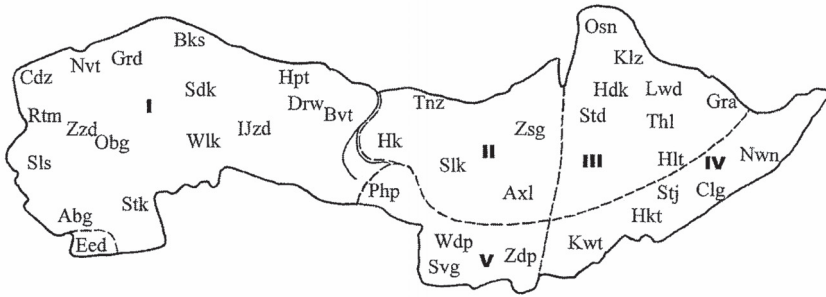 Osn
Bks
Klz
Grd
Nvt
Cdz
Hpt
Sdk
Hdk
Lwd
Gra
Tnz
Drw
Bvt
I
Rtm
Std
Thl
Zzd
Obg
Wlk
IJzd
Zsg
Hk
II
III
Hlt
IV
Nwn
Sls
Slk
Php
Axl
Stj
Clg
Stk
Abg
Hkt
Eed
Wdp
Kwt
Svg
V
Zdp